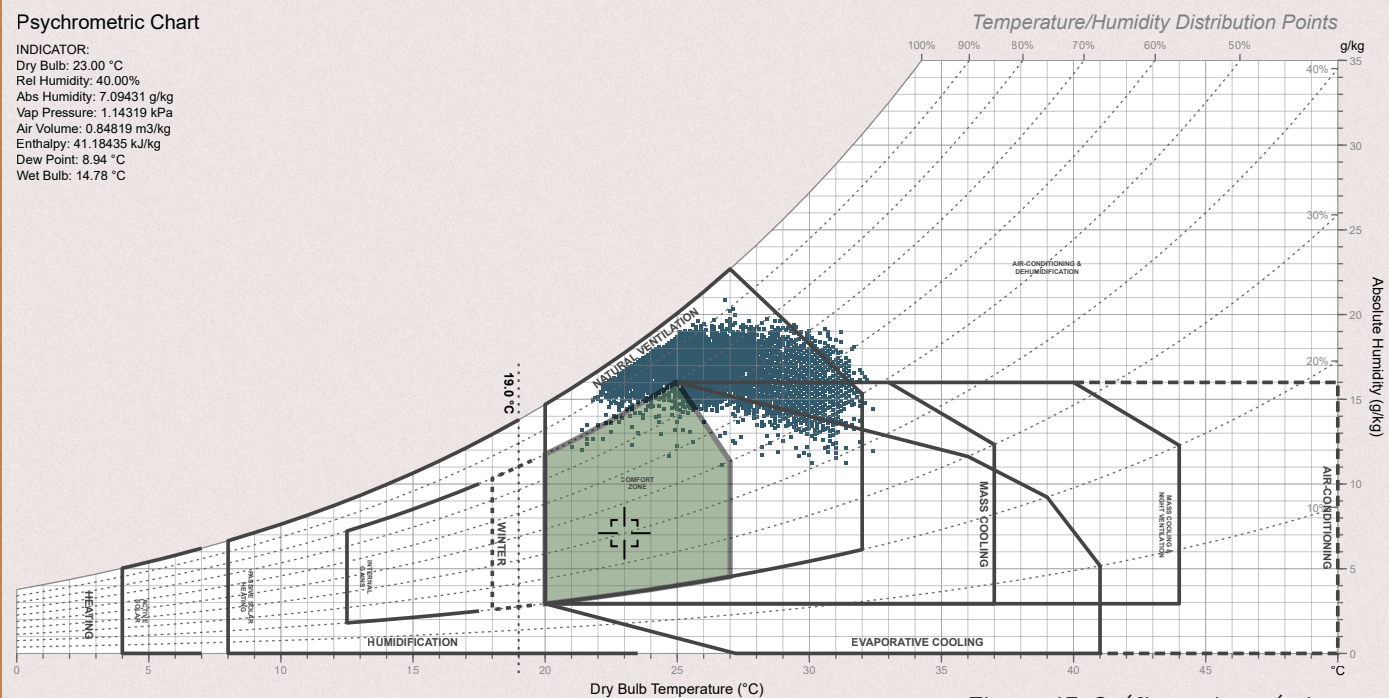 Psychrometric Chart
Temperature/Humidity Distribution Points
INDICATOR:
Dry Bulb: 23.00 °C
Rel Humidity: 40.00%
Abs Humidity: 7.09431 g/kg
Vap Pressure: 1.14319 kPa
Air Volume: 0.84819 m3/kg
Enthalpy: 41.18435 kJ/kg
Dew Point: 8.94 °C
Wet Bulb: 14.78 °C
100% 90% 80% 70% 60% 50% g/kg
40% 35
30
30% 25
AIR-CONDITIONING &
DEHUMIDIFICATION
20
20%
15
10
10%
5
0
Absolute Humidity (g/kg)
NATURAL VENTILATION
19.0 °C
COMFORT
ZONE
WINTER
MASS COOLING
MASS COOLING &
NIGHT VENTILATION
AIR-CONDITIONING
HEATING
ACTIVE
SOLAR
PASSIVE SOLAR
HEATING
INTERNAL
GAINS
HUMIDIFICATION
EVAPORATIVE COOLING
0 5 10 15 20 25 30 35 40 45 °C
Dry Bulb Temperature (°C)